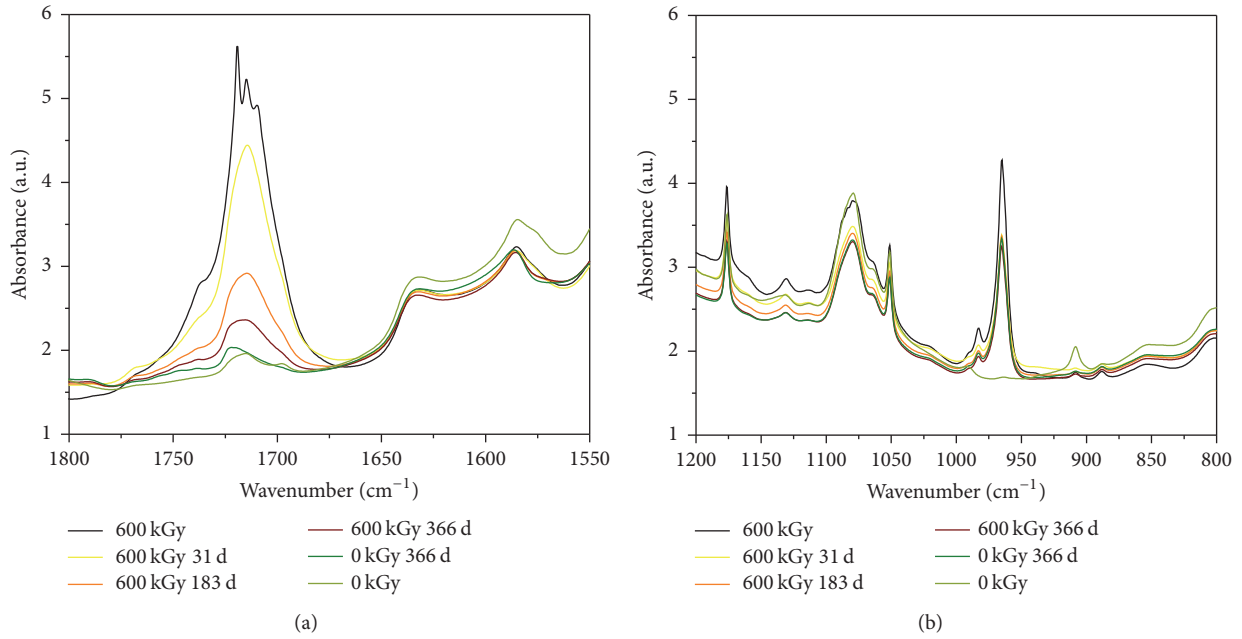 6
5
4
3
2
1
Absorbance (a.u.)
1800 1750 1700 1650 1600 1550
Wavenumber (cm⁻¹)
600 kGy
600 kGy 31 d
600 kGy 183 d
600 kGy 366 d
0 kGy 366 d
0 kGy
(a)
6
5
4
3
2
1
Absorbance (a.u.)
1200 1150 1100 1050 1000 950 900 850 800
Wavenumber (cm⁻¹)
600 kGy
600 kGy 31 d
600 kGy 183 d
600 kGy 366 d
0 kGy 366 d
0 kGy
(b)